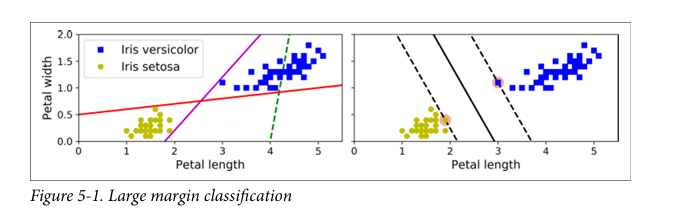 2.0
1.5
1.0
0.5
0.0
Petal width
Iris versicolor
Iris setosa
0 1 2 3 4 5
Petal length
0 1 2 3 4 5
Petal length
Figure 5-1. Large margin classification